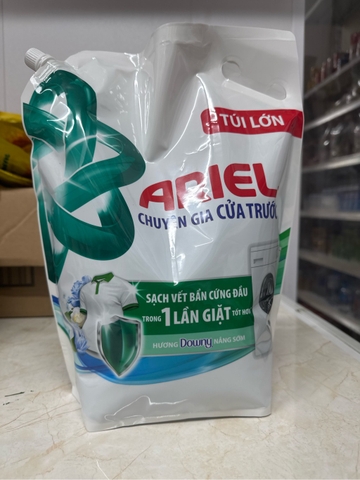 TÚI LỚN
ARIEL
CHUYÊN GIA CỬA TRƯỚC
SẠCH VẾT BẨN CỨNG ĐẦU
TRONG 1 LẦN GIẶT TỐT HƠN
HƯƠNG Downy NẮNG SỚM